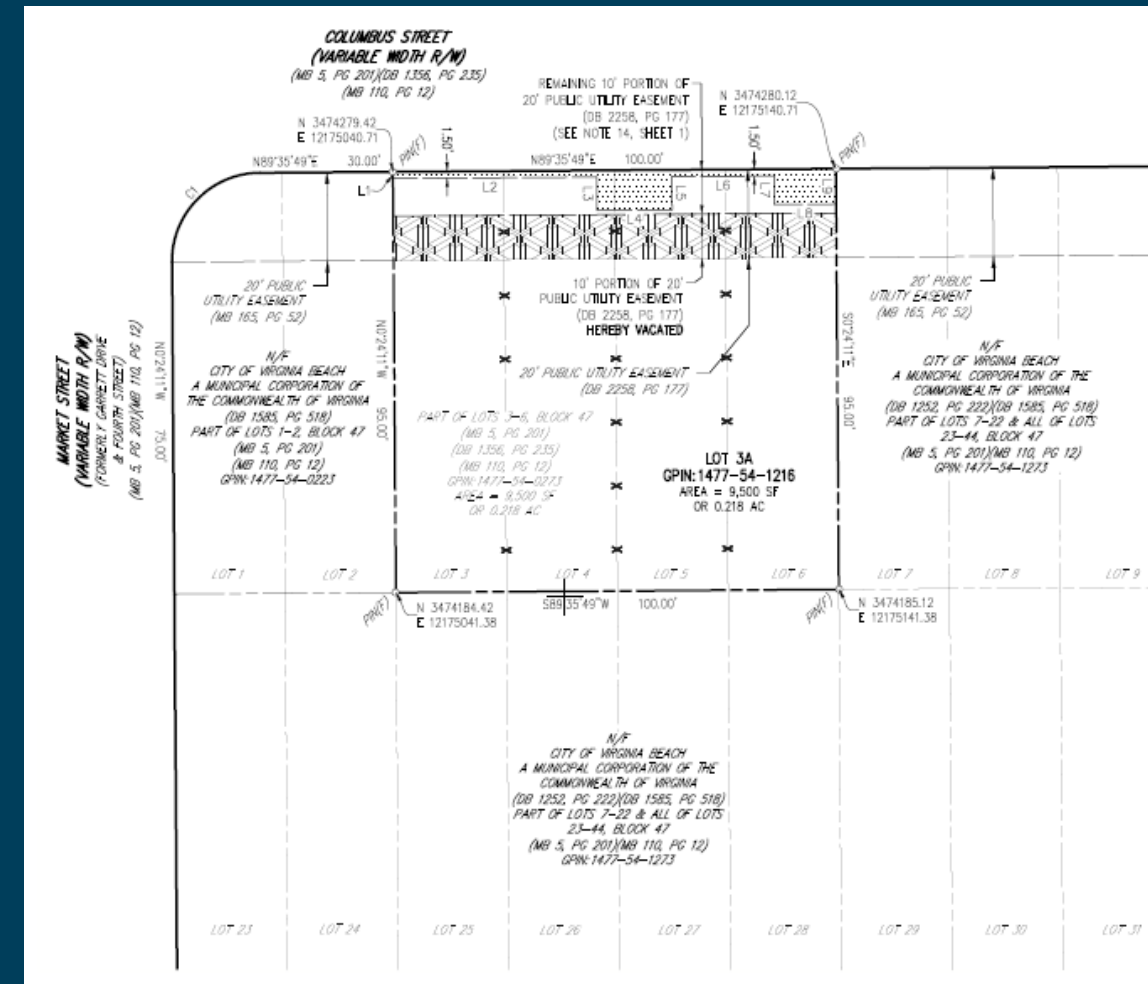 COLUMBUS STREET
(VARIABLE WIDTH R/W)
(MB 5, PG 201)(DB 1356, PG 235)
(MB 110, PG 12)
REMAINING 10' PORTION OF
20' PUBLIC UTILITY EASEMENT
(DB 2258, PG 177)
(SEE NOTE 14, SHEET 1)
N 3474279.42
E 12175040.71
N 3474280.12
E 12175140.71
PIN(F)
1.50'
1.50'
PIN(F)
N89°35'49"E 30.00'
N89°35'49"E 100.00'
C1
L1
L2
L3
L4
L5
L6
L7
L8
L9
20' PUBLIC
UTILITY EASEMENT
(MB 165, PG 52)
10' PORTION OF 20'
PUBLIC UTILITY EASEMENT
(DB 2258, PG 177)
HEREBY VACATED
20' PUBLIC
UTILITY EASEMENT
(MB 165, PG 52)
20' PUBLIC UTILITY EASEMENT
(DB 2258, PG 177)
MARKET STREET
(VARIABLE WIDTH R/W)
(FORMERLY GARRETT DRIVE
& FOURTH STREET)
(MB 5, PG 201)(MB 110, PG 12)
N0°24'11"W 75.00'
N/F
CITY OF VIRGINIA BEACH
A MUNICIPAL CORPORATION OF
THE COMMONWEALTH OF VIRGINIA
(DB 1585, PG 518)
PART OF LOTS 1-2, BLOCK 47
(MB 5, PG 201)
(MB 110, PG 12)
GPIN:1477-54-0223
N0°24'11"W 95.00'
PART OF LOTS 3-6, BLOCK 47
(MB 5, PG 201)
(DB 1356, PG 235)
(MB 110, PG 12)
GPIN:1477-54-0273
AREA = 9,500 SF
OR 0.218 AC
LOT 3A
GPIN:1477-54-1216
AREA = 9,500 SF
OR 0.218 AC
S0°24'11"E 95.00'
N/F
CITY OF VIRGINIA BEACH
A MUNICIPAL CORPORATION OF THE
COMMONWEALTH OF VIRGINIA
(DB 1252, PG 222)(DB 1585, PG 518)
PART OF LOTS 7-22 & ALL OF LOTS
23-44, BLOCK 47
(MB 5, PG 201)(MB 110, PG 12)
GPIN:1477-54-1273
LOT 1
LOT 2
LOT 3
LOT 4
LOT 5
LOT 6
LOT 7
LOT 8
LOT 9
PIN(F)
N 3474184.42
E 12175041.38
S89°35'49"W 100.00'
PIN(F)
N 3474185.12
E 12175141.38
N/F
CITY OF VIRGINIA BEACH
A MUNICIPAL CORPORATION OF THE
COMMONWEALTH OF VIRGINIA
(DB 1252, PG 222)(DB 1585, PG 518)
PART OF LOTS 7-22 & ALL OF LOTS
23-44, BLOCK 47
(MB 5, PG 201)(MB 110, PG 12)
GPIN:1477-54-1273
LOT 23
LOT 24
LOT 25
LOT 26
LOT 27
LOT 28
LOT 29
LOT 30
LOT 31